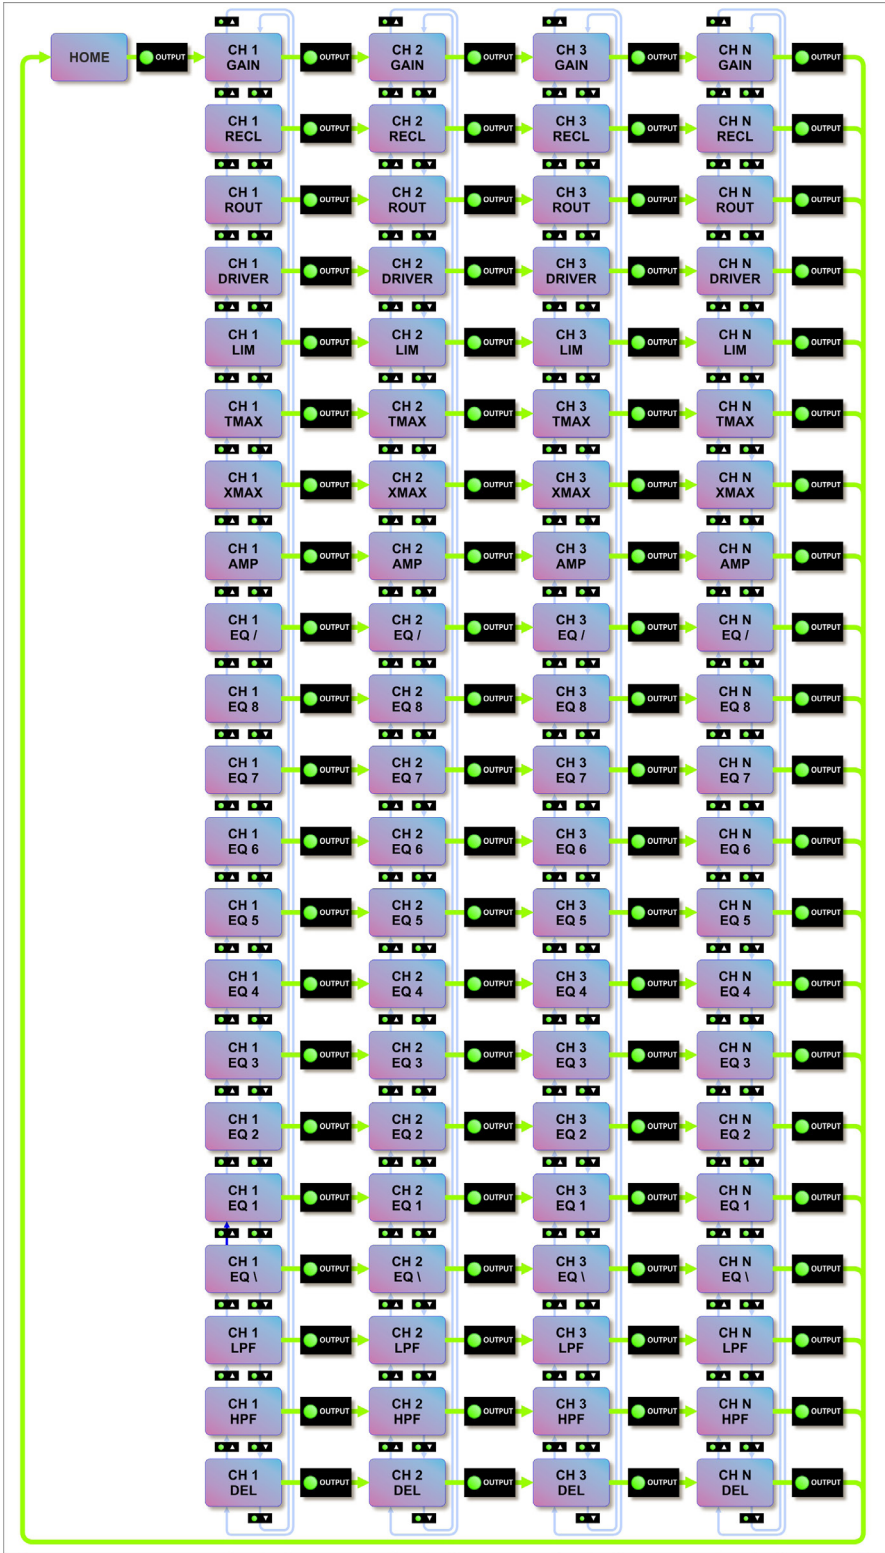 CH 1 CH 2 CH 3 CH N
HOME OUTPUT OUTPUT OUTPUT OUTPUT OUTPUT
GAIN GAIN GAIN GAIN
CH 1 CH 2 CH 3 CH N
OUTPUT OUTPUT OUTPUT OUTPUT
RECL RECL RECL RECL
CH 1 CH 2 CH 3 CH N
OUTPUT OUTPUT OUTPUT OUTPUT
ROUT ROUT ROUT ROUT
CH 1 CH 2 CH 3 CH N
OUTPUT OUTPUT OUTPUT OUTPUT
DRIVER DRIVER DRIVER DRIVER
CH 1 CH 2 CH 3 CH N
OUTPUT OUTPUT OUTPUT OUTPUT
LIM LIM LIM LIM
CH 1 CH 2 CH 3 CH N
OUTPUT OUTPUT OUTPUT OUTPUT
TMAX TMAX TMAX TMAX
CH 1 CH 2 CH 3 CH N
OUTPUT OUTPUT OUTPUT OUTPUT
XMAX XMAX XMAX XMAX
CH 1 CH 2 CH 3 CH N
OUTPUT OUTPUT OUTPUT OUTPUT
AMP AMP AMP AMP
CH 1 CH 2 CH 3 CH N
OUTPUT OUTPUT OUTPUT OUTPUT
EQ / EQ / EQ / EQ /
CH 1 CH 2 CH 3 CH N
OUTPUT OUTPUT OUTPUT OUTPUT
EQ 8 EQ 8 EQ 8 EQ 8
CH 1 CH 2 CH 3 CH N
OUTPUT OUTPUT OUTPUT OUTPUT
EQ 7 EQ 7 EQ 7 EQ 7
CH 1 CH 2 CH 3 CH N
OUTPUT OUTPUT OUTPUT OUTPUT
EQ 6 EQ 6 EQ 6 EQ 6
CH 1 CH 2 CH 3 CH N
OUTPUT OUTPUT OUTPUT OUTPUT
EQ 5 EQ 5 EQ 5 EQ 5
CH 1 CH 2 CH 3 CH N
OUTPUT OUTPUT OUTPUT OUTPUT
EQ 4 EQ 4 EQ 4 EQ 4
CH 1 CH 2 CH 3 CH N
OUTPUT OUTPUT OUTPUT OUTPUT
EQ 3 EQ 3 EQ 3 EQ 3
CH 1 CH 2 CH 3 CH N
OUTPUT OUTPUT OUTPUT OUTPUT
EQ 2 EQ 2 EQ 2 EQ 2
CH 1 CH 2 CH 3 CH N
OUTPUT OUTPUT OUTPUT OUTPUT
EQ 1 EQ 1 EQ 1 EQ 1
CH 1 CH 2 CH 3 CH N
OUTPUT OUTPUT OUTPUT OUTPUT
EQ \ EQ \ EQ \ EQ \
CH 1 CH 2 CH 3 CH N
OUTPUT OUTPUT OUTPUT OUTPUT
LPF LPF LPF LPF
CH 1 CH 2 CH 3 CH N
OUTPUT OUTPUT OUTPUT OUTPUT
HPF HPF HPF HPF
CH 1 CH 2 CH 3 CH N
OUTPUT OUTPUT OUTPUT OUTPUT
DEL DEL DEL DEL